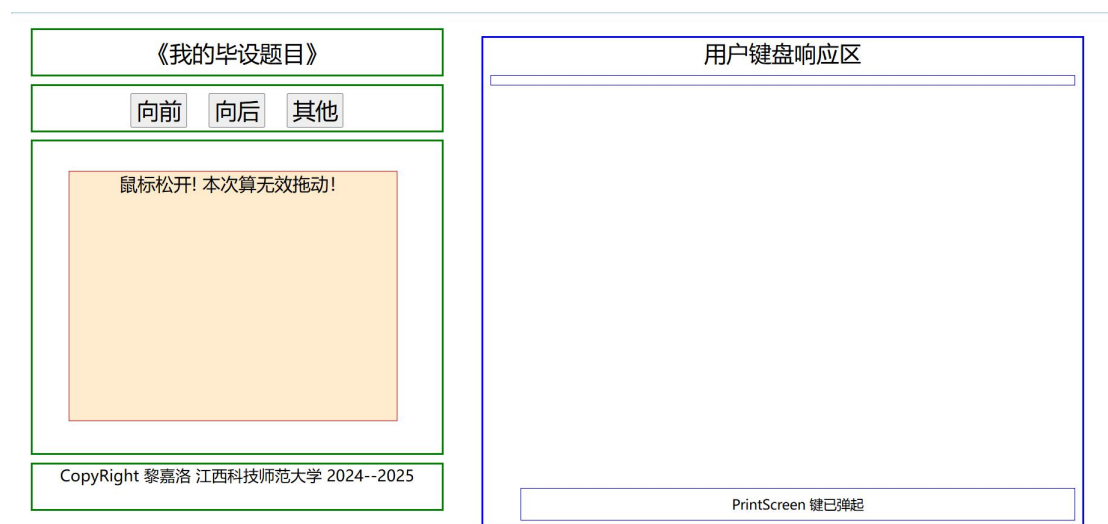 《我的毕设题目》
向前 向后 其他
鼠标松开! 本次算无效拖动!
CopyRight 黎嘉洛 江西科技师范大学 2024--2025
用户键盘响应区
PrintScreen 键已弹起